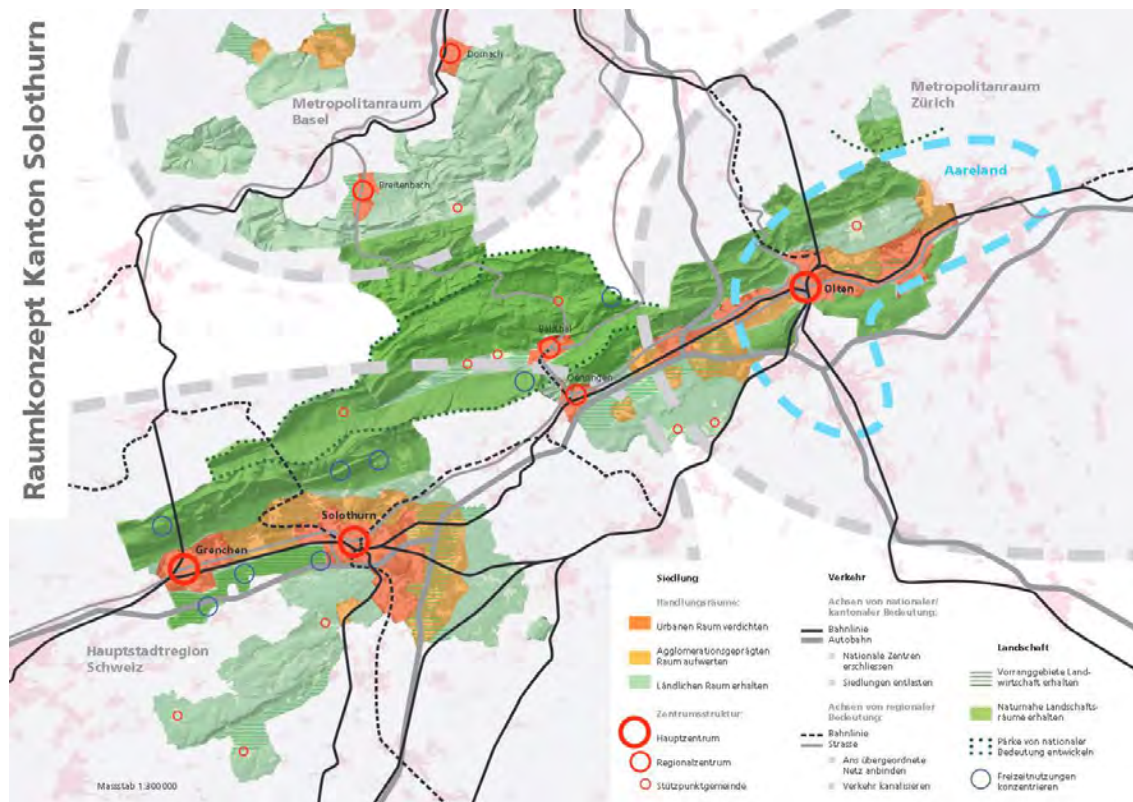 Raumkonzept Kanton Solothurn
Dornach
Metropolitanraum
Basel
Metropolitanraum
Zürich
Aareland
Breitenbach
Olten
Balsthal
Oensingen
Solothurn
Grenchen
Hauptstadtregion
Schweiz
Massstab 1:300 000
Siedlung
Handlungsräume:
Urbanen Raum verdichten
Agglomerationsgeprägten
Raum aufwerten
Ländlichen Raum erhalten
Zentrumsstruktur:
Hauptzentrum
Regionalzentrum
Stützpunktgemeinde
Verkehr
Achsen von nationaler/
kantonaler Bedeutung:
Bahnlinie
Autobahn
Nationale Zentren
erschliessen
Siedlungen entlasten
Achsen von regionaler
Bedeutung:
Bahnlinie
Strasse
Ans übergeordnete
Netz anbinden
Verkehr kanalisieren
Landschaft
Vorranggebiete Land-
wirtschaft erhalten
Naturnahe Landschafts-
räume erhalten
Pärke von nationaler
Bedeutung entwickeln
Freizeitnutzungen
konzentrieren